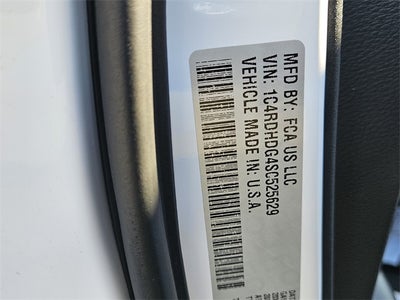 MFD BY: FCA US LLC
VIN: 1C4RDHDG4SC525629
VEHICLE MADE IN U.S.A.